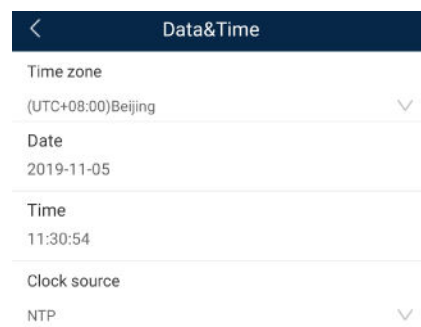 Data&Time
Time zone
(UTC+08:00)Beijing
Date
2019-11-05
Time
11:30:54
Clock source
NTP